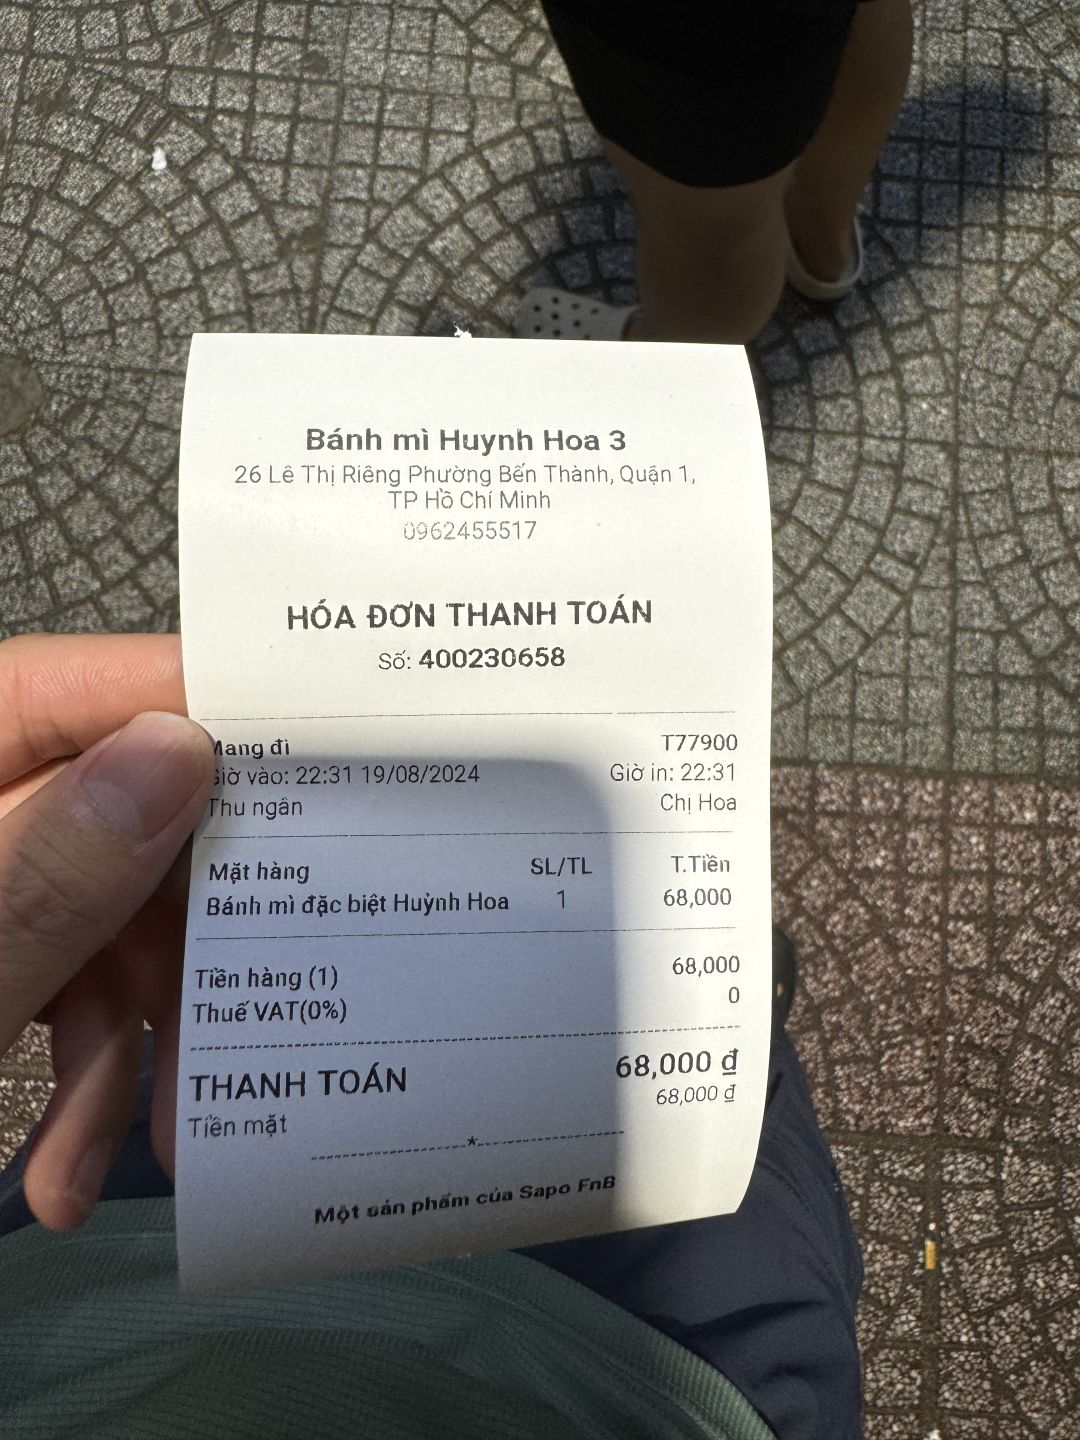 Bánh mì Huynh Hoa 3
26 Lê Thị Riêng Phường Bến Thành, Quận 1,
TP Hồ Chí Minh
0962455517
HÓA ĐƠN THANH TOÁN
Số: 400230658
Mang đi T77900
Giờ vào: 22:31 19/08/2024 Giờ in: 22:31
Thu ngân Chị Hoa
Mặt hàng SL/TL T.Tiền
Bánh mì đặc biệt Huỳnh Hoa 1 68,000
Tiền hàng (1) 68,000
Thuế VAT(0%) 0
THANH TOÁN 68,000 ₫
Tiền mặt 68,000 ₫
Một sản phẩm của Sapo FnB